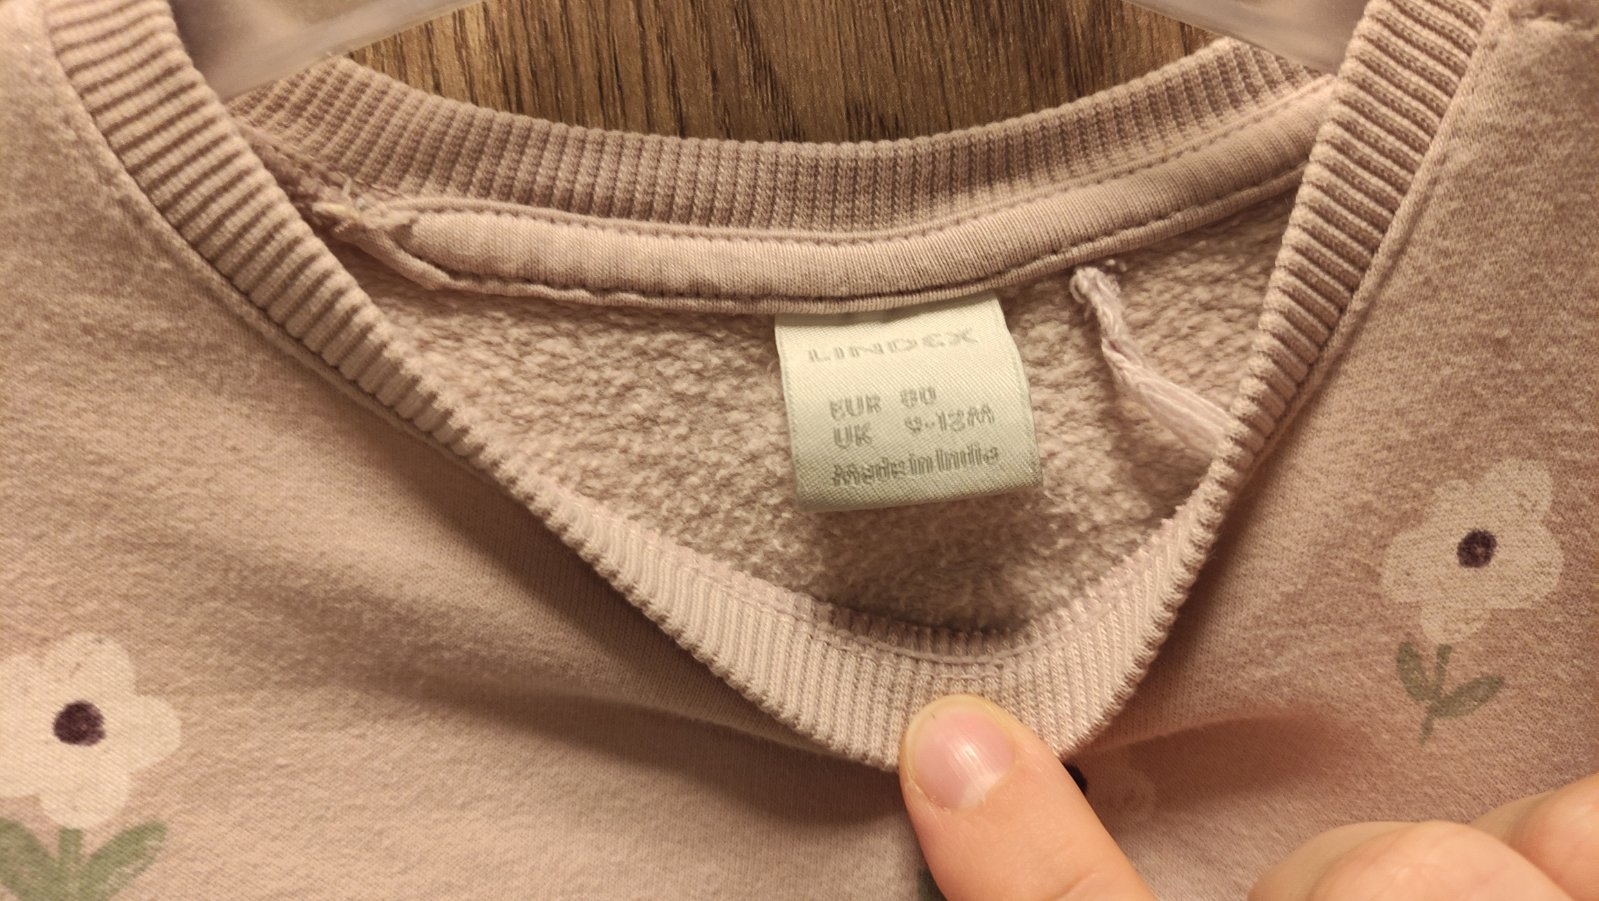 LINDEX
EUR 80
UK 9-12M
Made in India